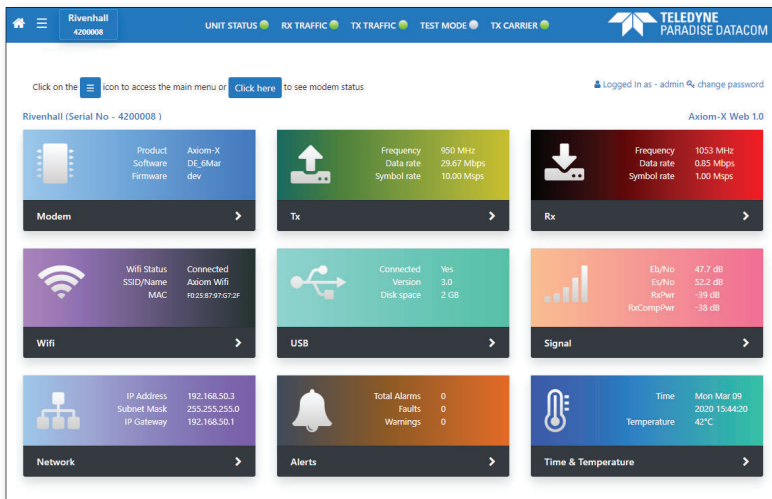 Rivenhall
4200008
UNIT STATUS RX TRAFFIC TX TRAFFIC TEST MODE TX CARRIER
TELEDYNE
PARADISE DATACOM
Click on the icon to access the main menu or Click here to see modem status
Logged In as - admin change password
Rivenhall (Serial No - 4200008 )
Axiom-X Web 1.0
Product Axiom-X
Software DE_6Mar
Firmware dev
Modem
Frequency 950 MHz
Data rate 29.67 Mbps
Symbol rate 10.00 Msps
Tx
Frequency 1053 MHz
Data rate 0.85 Mbps
Symbol rate 1.00 Msps
Rx
Wifi Status Connected
SSID/Name Axiom Wifi
MAC F0:25:87:97:G7:2F
Wifi
Connected Yes
Version 3.0
Disk space 2 GB
USB
Eb/No 47.7 dB
Es/No 52.2 dB
RxPwr -39 dB
RxCompPwr -38 dB
Signal
IP Address 192.168.50.3
Subnet Mask 255.255.255.0
IP Gateway 192.168.50.1
Network
Total Alarms 0
Faults 0
Warnings 0
Alerts
Time Mon Mar 09
2020 15:44:20
Temperature 42°C
Time & Temperature